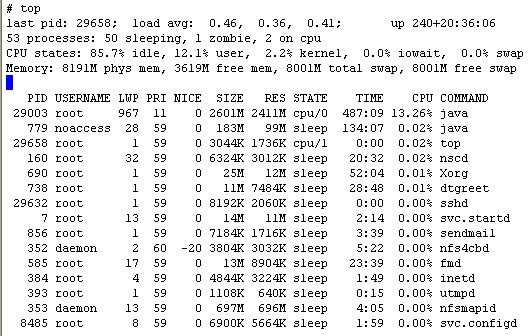 # top
last pid: 29658;  load avg:  0.46,  0.36,  0.41;       up 240+20:36:06
53 processes: 50 sleeping, 1 zombie, 2 on cpu
CPU states: 85.7% idle, 12.1% user,  2.2% kernel,  0.0% iowait,  0.0% swap
Memory: 8191M phys mem, 3619M free mem, 8001M total swap, 8001M free swap
PID USERNAME LWP PRI NICE  SIZE   RES STATE    TIME    CPU COMMAND
29003 root     967  11    0 2601M 2411M cpu/0  487:09 13.26% java
779 noaccess  28  59    0  183M   99M sleep  134:07  0.02% java
29658 root       1  59    0 3044K 1736K cpu/1    0:00  0.02% top
160 root      32  59    0 6324K 3012K sleep   20:32  0.02% nscd
690 root       1  59    0   25M   12M sleep   52:04  0.01% Xorg
738 root       1  59    0   11M 7484K sleep   28:48  0.01% dtgreet
29632 root       1  59    0 8192K 2060K sleep    0:00  0.00% sshd
7 root      13  59    0   14M   11M sleep    2:14  0.00% svc.startd
856 root       1  59    0 7184K 1716K sleep    3:39  0.00% sendmail
352 daemon     2  60  -20 3804K 3032K sleep    5:22  0.00% nfs4cbd
585 root      17  59    0   13M 8904K sleep   23:39  0.00% fmd
384 root       4  59    0 4844K 3224K sleep    1:49  0.00% inetd
393 root       1  59    0 1108K  640K sleep    0:15  0.00% utmpd
353 daemon    13  59    0  697M  696M sleep    4:05  0.00% nfsmapid
8485 root       8  59    0 6900K 5664K sleep    1:59  0.00% svc.configd